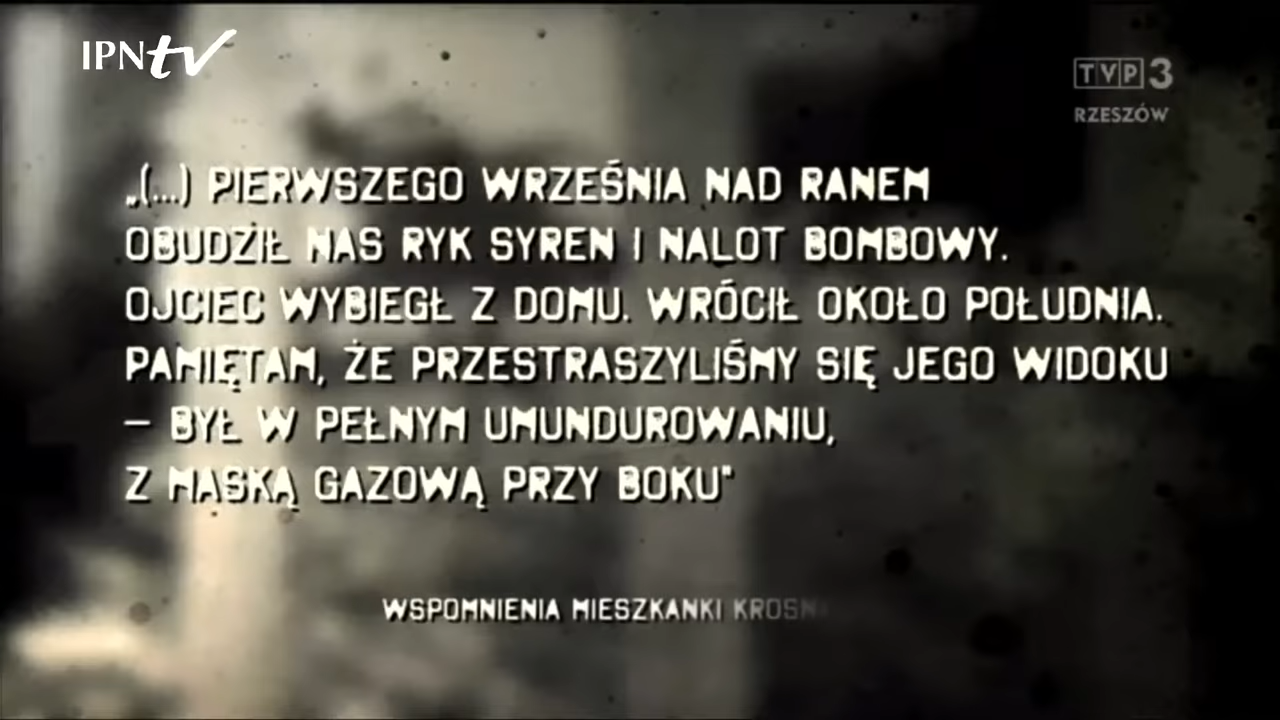 IPNtv
TVP3
RZESZÓW
„(...) PIERWSZEGO WRZEŚNIA NAD RANEM
OBUDZIŁ NAS RYK SYREN I NALOT BOMBOWY.
OJCIEC WYBIEGŁ Z DOMU. WRÓCIŁ OKOŁO POŁUDNIA.
PAMIĘTAM, ŻE PRZESTRASZYLIŚMY SIĘ JEGO WIDOKU
– BYŁ W PEŁNYM UMUNDUROWANIU,
Z MASKĄ GAZOWĄ PRZY BOKU"
WSPOMNIENIA MIESZKANKI KROSNA